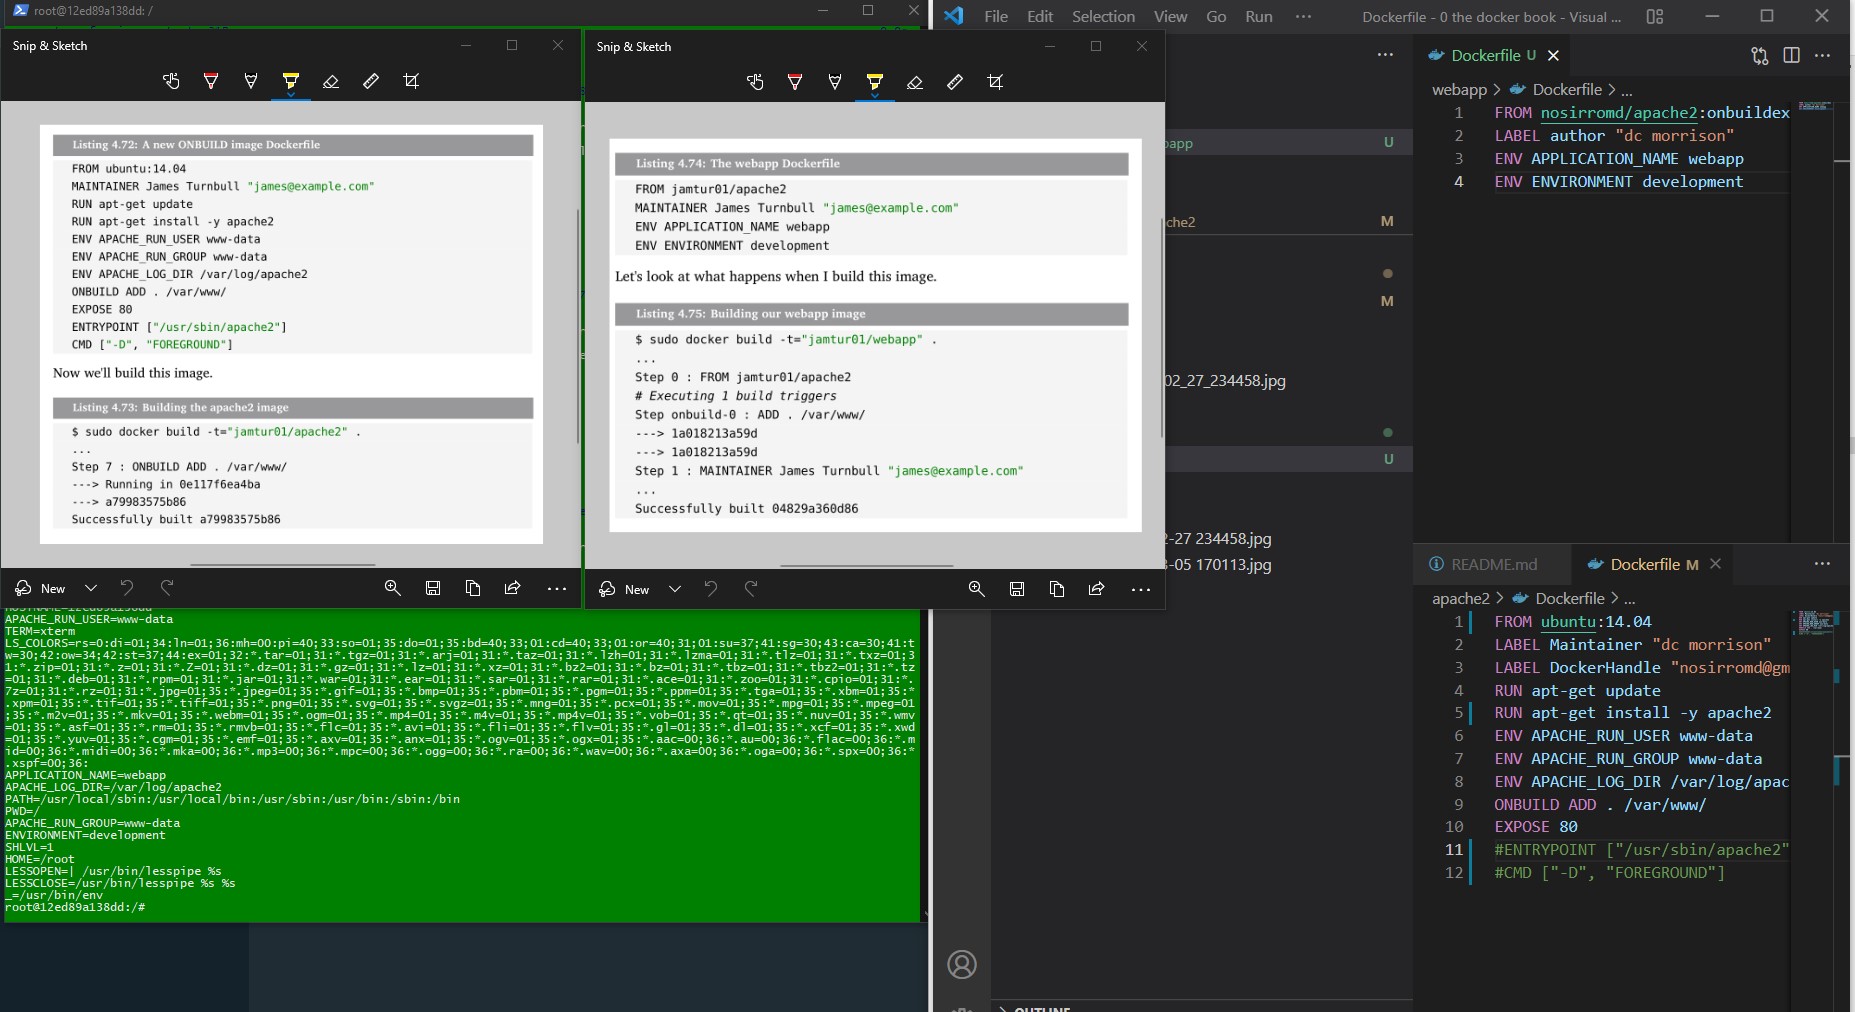 root@12ed89a138dd: /
Snip & Sketch
Listing 4.72: A new ONBUILD image Dockerfile
FROM ubuntu:14.04
MAINTAINER James Turnbull "james@example.com"
RUN apt-get update
RUN apt-get install -y apache2
ENV APACHE_RUN_USER www-data
ENV APACHE_RUN_GROUP www-data
ENV APACHE_LOG_DIR /var/log/apache2
ONBUILD ADD . /var/www/
EXPOSE 80
ENTRYPOINT ["/usr/sbin/apache2"]
CMD ["-D", "FOREGROUND"]
Now we'll build this image.
Listing 4.73: Building the apache2 image
$ sudo docker build -t="jamtur01/apache2" .
...
Step 7 : ONBUILD ADD . /var/www/
---> Running in 0e117f6ea4ba
---> a79983575b86
Successfully built a79983575b86
New
Snip & Sketch
Listing 4.74: The webapp Dockerfile
FROM jamtur01/apache2
MAINTAINER James Turnbull "james@example.com"
ENV APPLICATION_NAME webapp
ENV ENVIRONMENT development
Let's look at what happens when I build this image.
Listing 4.75: Building our webapp image
$ sudo docker build -t="jamtur01/webapp" .
...
Step 0 : FROM jamtur01/apache2
# Executing 1 build triggers
Step onbuild-0 : ADD . /var/www/
---> 1a018213a59d
---> 1a018213a59d
Step 1 : MAINTAINER James Turnbull "james@example.com"
...
Successfully built 04829a360d86
New
HOSTNAME=12ed89a138dd
APACHE_RUN_USER=www-data
TERM=xterm
LS_COLORS=rs=0:di=01;34:ln=01;36:mh=00:pi=40;33:so=01;35:do=01;35:bd=40;33;01:cd=40;33;01:or=40;31;01:su=37;41:sg=30;43:ca=30;41:t
w=30;42:ow=34;42:st=37;44:ex=01;32:*.tar=01;31:*.tgz=01;31:*.arj=01;31:*.taz=01;31:*.lzh=01;31:*.lzma=01;31:*.tlz=01;31:*.txz=01;3
1:*.zip=01;31:*.z=01;31:*.Z=01;31:*.dz=01;31:*.gz=01;31:*.lz=01;31:*.xz=01;31:*.bz2=01;31:*.bz=01;31:*.tbz=01;31:*.tbz2=01;31:*.tz
=01;31:*.deb=01;31:*.rpm=01;31:*.jar=01;31:*.war=01;31:*.ear=01;31:*.sar=01;31:*.rar=01;31:*.ace=01;31:*.zoo=01;31:*.cpio=01;31:*.
7z=01;31:*.rz=01;31:*.jpg=01;35:*.jpeg=01;35:*.gif=01;35:*.bmp=01;35:*.pbm=01;35:*.pgm=01;35:*.ppm=01;35:*.tga=01;35:*.xbm=01;35:*
.xpm=01;35:*.tif=01;35:*.tiff=01;35:*.png=01;35:*.svg=01;35:*.svgz=01;35:*.mng=01;35:*.pcx=01;35:*.mov=01;35:*.mpg=01;35:*.mpeg=01
;35:*.m2v=01;35:*.mkv=01;35:*.webm=01;35:*.ogm=01;35:*.mp4=01;35:*.m4v=01;35:*.mp4v=01;35:*.vob=01;35:*.qt=01;35:*.nuv=01;35:*.wmv
=01;35:*.asf=01;35:*.rm=01;35:*.rmvb=01;35:*.flc=01;35:*.avi=01;35:*.fli=01;35:*.flv=01;35:*.gl=01;35:*.dl=01;35:*.xcf=01;35:*.xwd
=01;35:*.yuv=01;35:*.cgm=01;35:*.emf=01;35:*.axv=01;35:*.anx=01;35:*.ogv=01;35:*.ogx=01;35:*.aac=00;36:*.au=00;36:*.flac=00;36:*.m
id=00;36:*.midi=00;36:*.mka=00;36:*.mp3=00;36:*.mpc=00;36:*.ogg=00;36:*.ra=00;36:*.wav=00;36:*.axa=00;36:*.oga=00;36:*.spx=00;36:*
.xspf=00;36:
APPLICATION_NAME=webapp
APACHE_LOG_DIR=/var/log/apache2
PATH=/usr/local/sbin:/usr/local/bin:/usr/sbin:/usr/bin:/sbin:/bin
PWD=/
APACHE_RUN_GROUP=www-data
ENVIRONMENT=development
SHLVL=1
HOME=/root
LESSOPEN=| /usr/bin/lesspipe %s
LESSCLOSE=/usr/bin/lesspipe %s %s
_=/usr/bin/env
root@12ed89a138dd:/#
File Edit Selection View Go Run ··· Dockerfile - 0 the docker book - Visual ...
app U
che2 M
M
02_27_234458.jpg
U
-27 234458.jpg
-05 170113.jpg
OUTLINE
Dockerfile U
webapp > Dockerfile > ...
1 FROM nosirromd/apache2:onbuildex
2 LABEL author "dc morrison"
3 ENV APPLICATION_NAME webapp
4 ENV ENVIRONMENT development
README.md Dockerfile M
apache2 > Dockerfile > ...
1 FROM ubuntu:14.04
2 LABEL Maintainer "dc morrison"
3 LABEL DockerHandle "nosirromd@gm
4 RUN apt-get update
5 RUN apt-get install -y apache2
6 ENV APACHE_RUN_USER www-data
7 ENV APACHE_RUN_GROUP www-data
8 ENV APACHE_LOG_DIR /var/log/apac
9 ONBUILD ADD . /var/www/
10 EXPOSE 80
11 #ENTRYPOINT ["/usr/sbin/apache2"
12 #CMD ["-D", "FOREGROUND"]